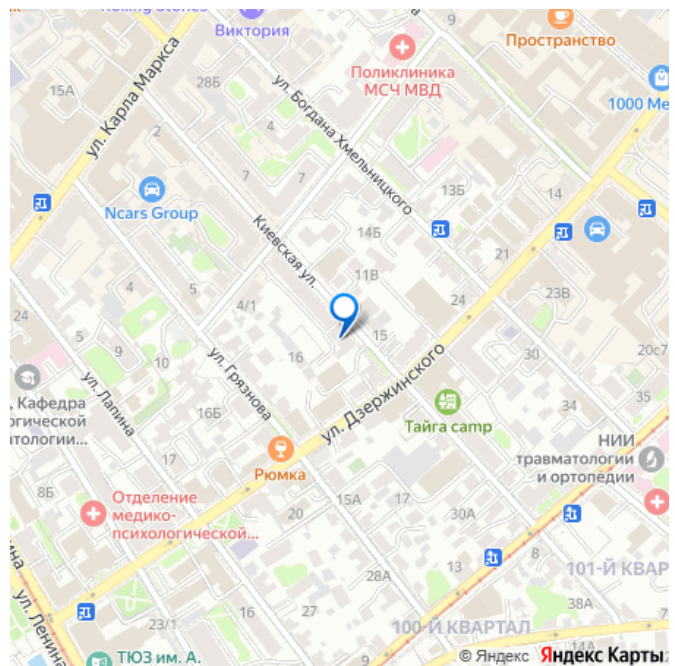 Rolling Stones
Виктория
9
Пространство
Поликлиника
МСЧ МВД
1000 Ме
15А
28Б
ул. Карла Маркса
2
4
ул. Богдана Хмельницкого
7
7
13Б
14
Ncars Group
Киевская ул.
14Б
21
11В
4
5
4/1
24
23В
24
5
9
15
30
20с7
16
10
ул. Грязнова
ул. Дзержинского
ул. Лапина
34
Кафедра
огической
атологии...
16Б
Тайга camp
35
НИИ
травматологии
и ортопедии
17
Рюмка
8Б
Отделение
медико-
психологической...
15А
17
20
30А
8
13
101-Й КВАР
28А
38А
ул. Ленина
23/1
16
27
100-Й КВАРТАЛ
14А
ТЮЗ им. А.
© Яндекс Яндекс Карты